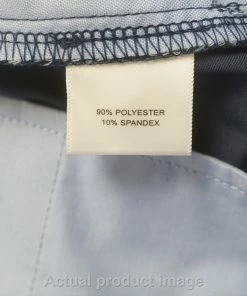 90% POLYESTER
10% SPANDEX
Actual product image